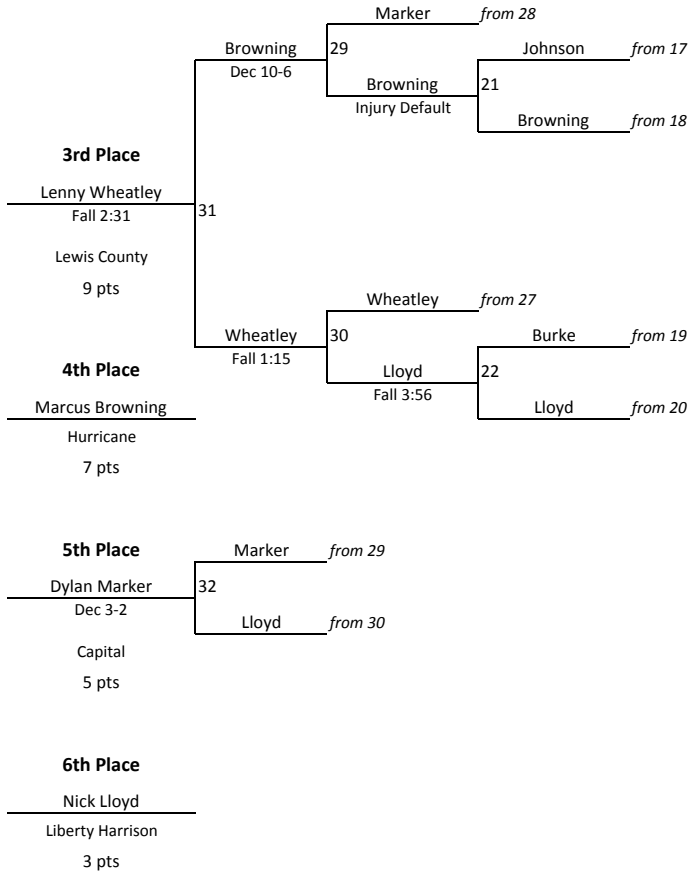 Marker from 28
Browning 29 Johnson from 17
Dec 10-6
Browning 21
Injury Default
Browning from 18
3rd Place
Lenny Wheatley
Fall 2:31 31
Lewis County
9 pts
Wheatley from 27
Wheatley 30 Burke from 19
Fall 1:15
4th Place Lloyd 22
Fall 3:56
Marcus Browning Lloyd from 20
Hurricane
7 pts
5th Place Marker from 29
Dylan Marker 32
Dec 3-2
Lloyd from 30
Capital
5 pts
6th Place
Nick Lloyd
Liberty Harrison
3 pts